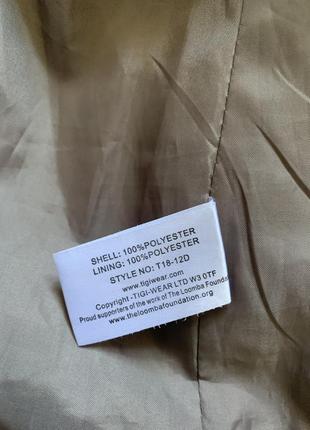 SHELL: 100%POLYESTER
LINING: 100%POLYESTER
STYLE NO: T18-12D
www.tigiwear.com
Copyright -TIGI-WEAR LTD W3 0TF
Proud supporters of the work of The Loomba Foundation
www.theloombafoundation.org